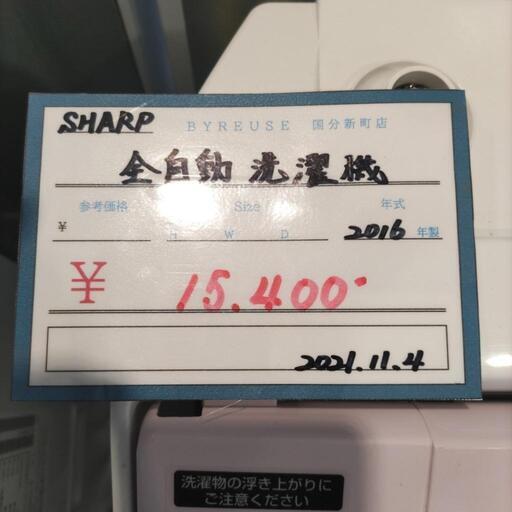 SHARP BYREUSE 国分新町店
全自動洗濯機
参考価格 Size 年式
¥ H W D 2016 年製
¥ 15.400-
2021.11.4
洗濯物の浮き上がりに
ご注意ください